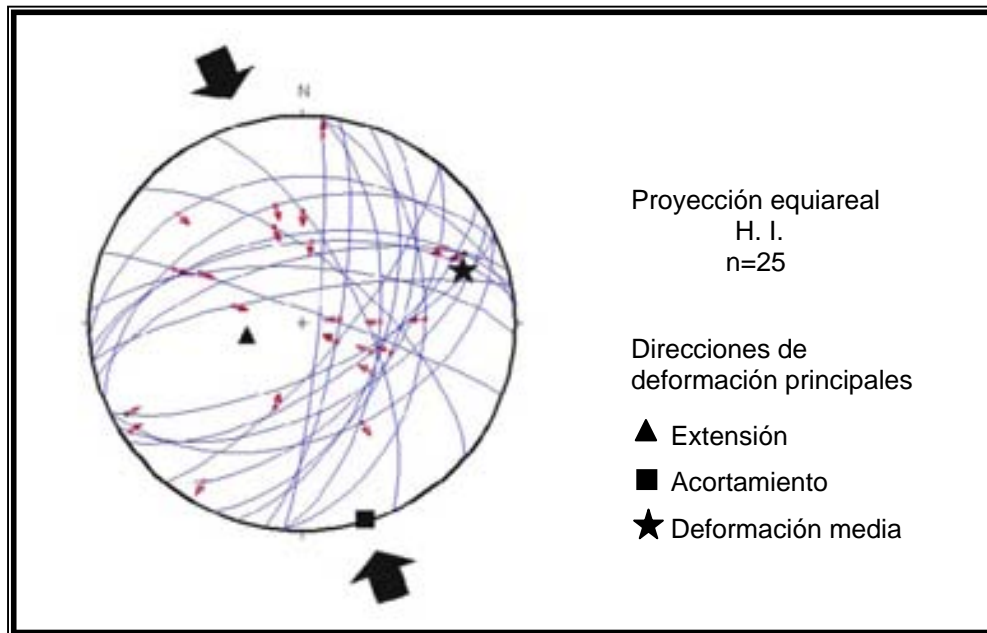 N
Proyección equiareal
H. I.
n=25
Direcciones de
deformación principales
Extensión
Acortamiento
Deformación media